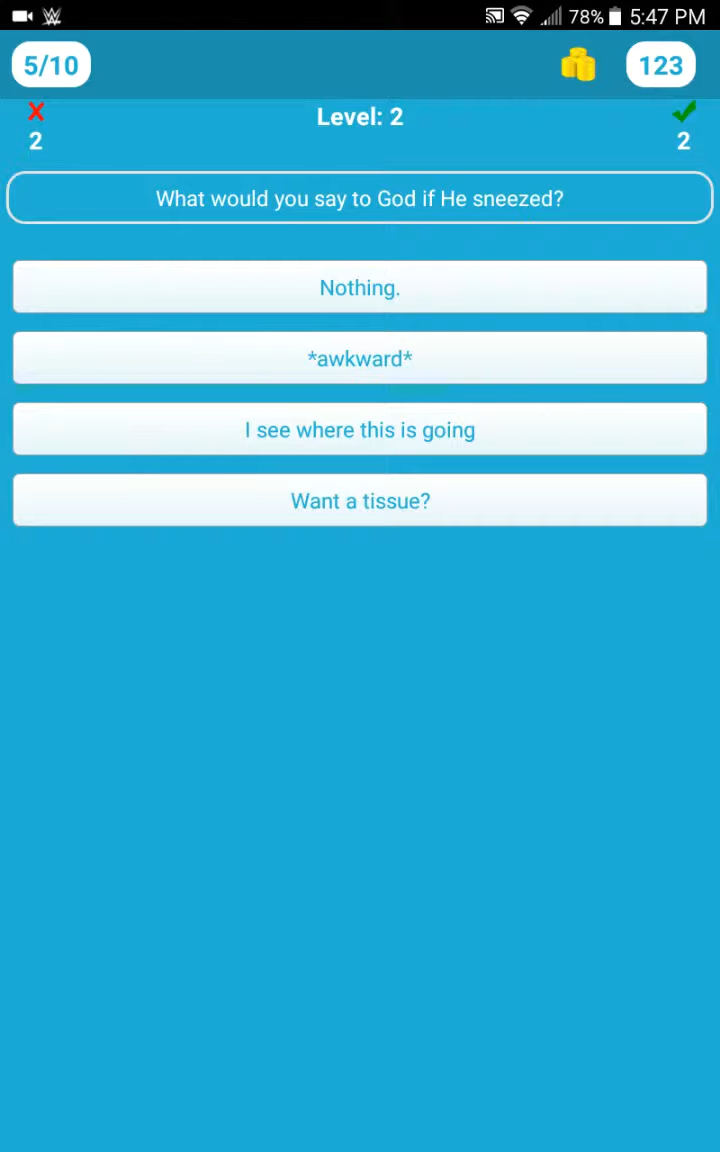 78% 5:47 PM
5/10 123
Level: 2
2 2
What would you say to God if He sneezed?
Nothing.
*awkward*
I see where this is going
Want a tissue?